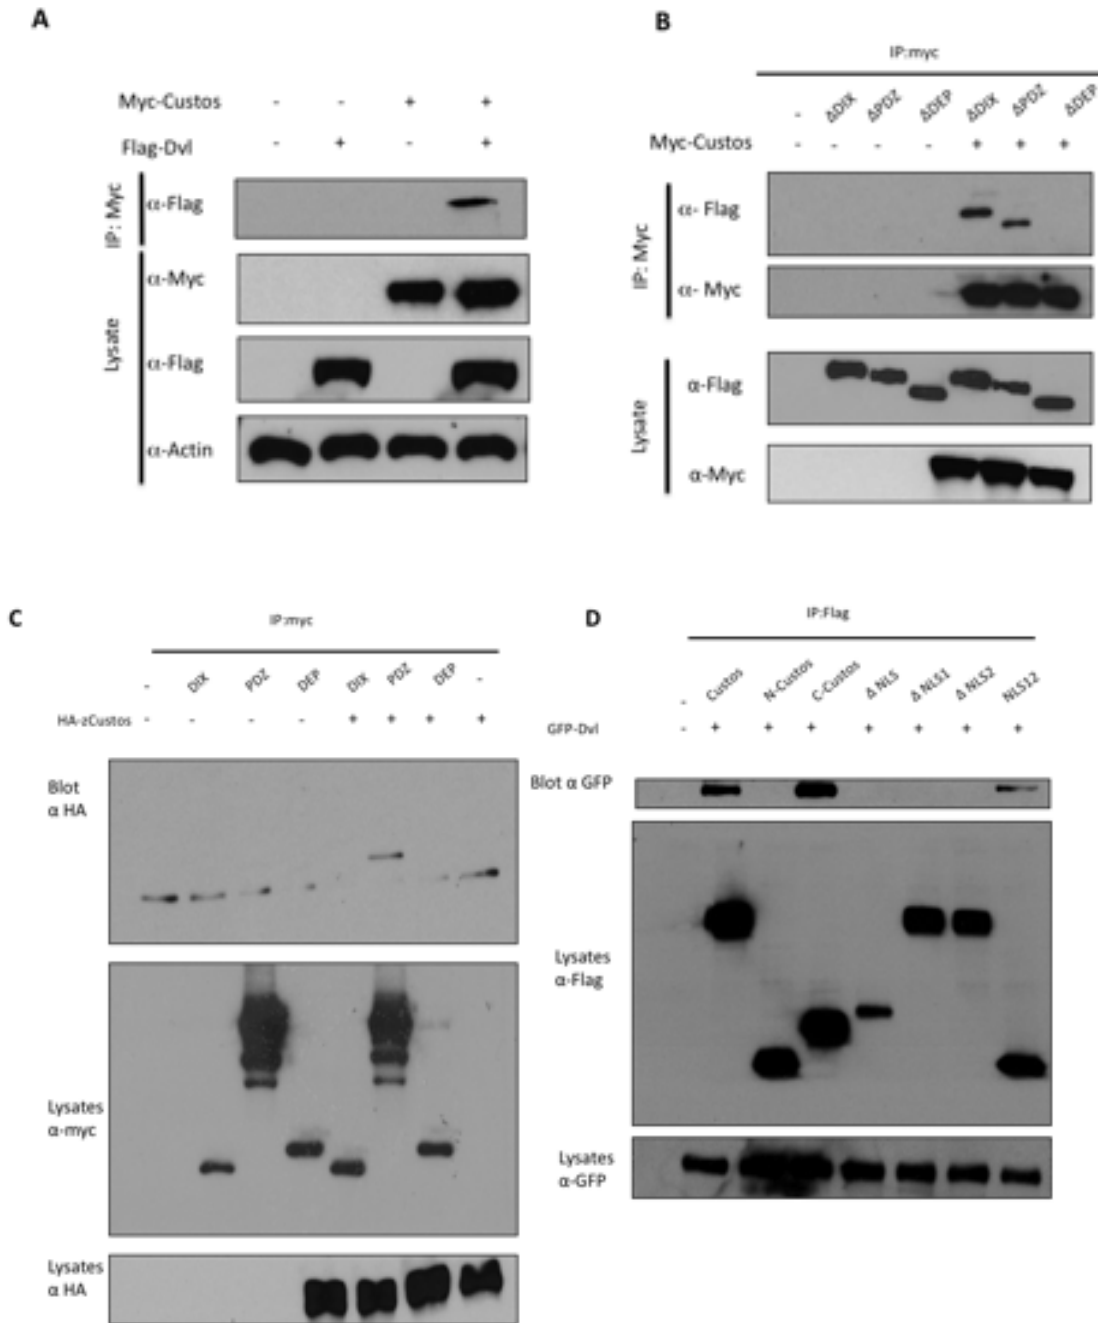 A
Myc-Custos - - + +
Flag-Dvl - + - +
IP: Myc
α-Flag
Lysate
α-Myc
α-Flag
α-Actin
B
IP:myc
- ΔDIX ΔPDZ ΔDEP ΔDIX ΔPDZ ΔDEP
Myc-Custos - - - - + + +
IP: Myc
α- Flag
α- Myc
Lysate
α-Flag
α-Myc
C
IP:myc
- DIX PDZ DEP DIX PDZ DEP -
HA-zCustos - - - - + + + +
Blot
α HA
Lysates
α-myc
Lysates
α HA
D
IP:Flag
- Custos N-Custos C-Custos Δ NLS Δ NLS1 Δ NLS2 NLS12
GFP-Dvl - + + + + + + +
Blot α GFP
Lysates
α-Flag
Lysates
α-GFP